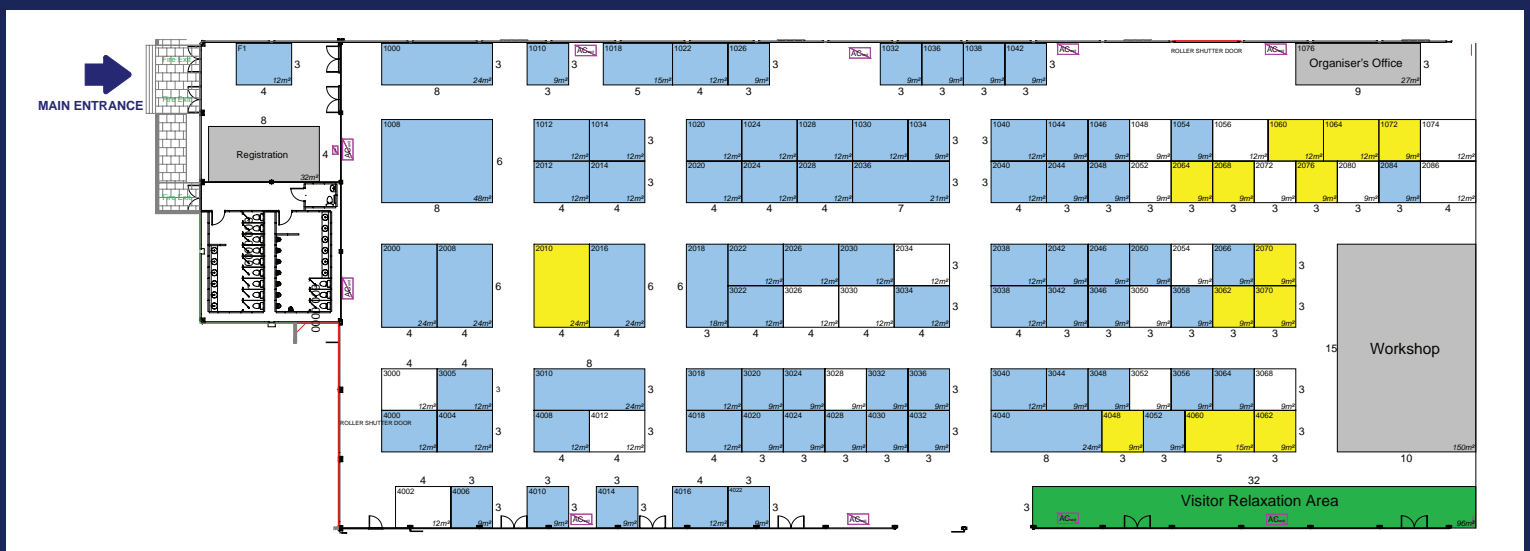 F1 1000 1010 1018 1022 1026 1032 1036 1038 1042 1076
ROLLER SHUTTER DOOR
Fire Exit
3 3 3 3 3 3
Organiser's Office
12m² 24m² 9m² 15m² 12m² 9m² 9m² 9m² 9m² 9m² 27m²
4 8 3 5 4 3 3 3 3 3 9
MAIN ENTRANCE
Fire Exit
8
1008 1012 1014 1020 1024 1028 1030 1034 1040 1044 1046 1048 1054 1056 1060 1064 1072 1074
3 3
Registration 4
12m² 12m² 12m² 12m² 12m² 12m² 9m² 12m² 9m² 9m² 12m² 9m² 12m² 12m² 12m² 9m² 12m²
6
2012 2014 2020 2024 2028 2036 2040 2044 2048 2052 2064 2068 2072 2076 2080 2084 2086
32m²
3 3
Fire Exit
48m² 12m² 12m² 12m² 12m² 12m² 21m² 12m² 9m² 9m² 9m² 9m² 9m² 9m² 9m² 9m² 9m² 12m²
8 4 4 4 4 4 7 4 3 3 3 3 3 3 3 3 3 4
2000 2008 2010 2016 2018 2022 2026 2030 2034 2038 2042 2046 2050 2054 2066 2070
3 3
12m² 12m² 12m² 12m² 12m² 9m² 9m² 9m² 9m² 9m² 9m²
6 6 6
3022 3026 3030 3034 3038 3042 3046 3050 3058 3062 3070
3 3
24m² 24m² 24m² 24m² 18m² 12m² 12m² 12m² 12m² 12m² 9m² 9m² 9m² 9m² 9m² 9m²
4 4 4 4 3 4 4 4 4 4 3 3 3 3 3 3
15 Workshop
4 4 8
3000 3005 3010 3018 3020 3024 3028 3032 3036 3040 3044 3048 3052 3056 3064 3068
3 3 3 3
12m² 12m² 24m² 12m² 9m² 9m² 9m² 9m² 9m² 12m² 9m² 9m² 9m² 9m² 9m² 9m²
4000 4004 4008 4012 4018 4020 4024 4028 4030 4032 4040 4048 4052 4060 4062
ROLLER SHUTTER DOOR
3 3 3 3
12m² 12m² 12m² 12m² 12m² 9m² 9m² 9m² 9m² 9m² 24m² 9m² 9m² 15m² 9m² 150m²
4 4 4 3 3 3 3 3 8 3 3 5 3 10
4 3 3 3 4 3 32
4002 4006 4010 4014 4016 4022
3 3 3 3 3
Visitor Relaxation Area
12m² 9m² 9m² 9m² 12m² 9m² 96m²